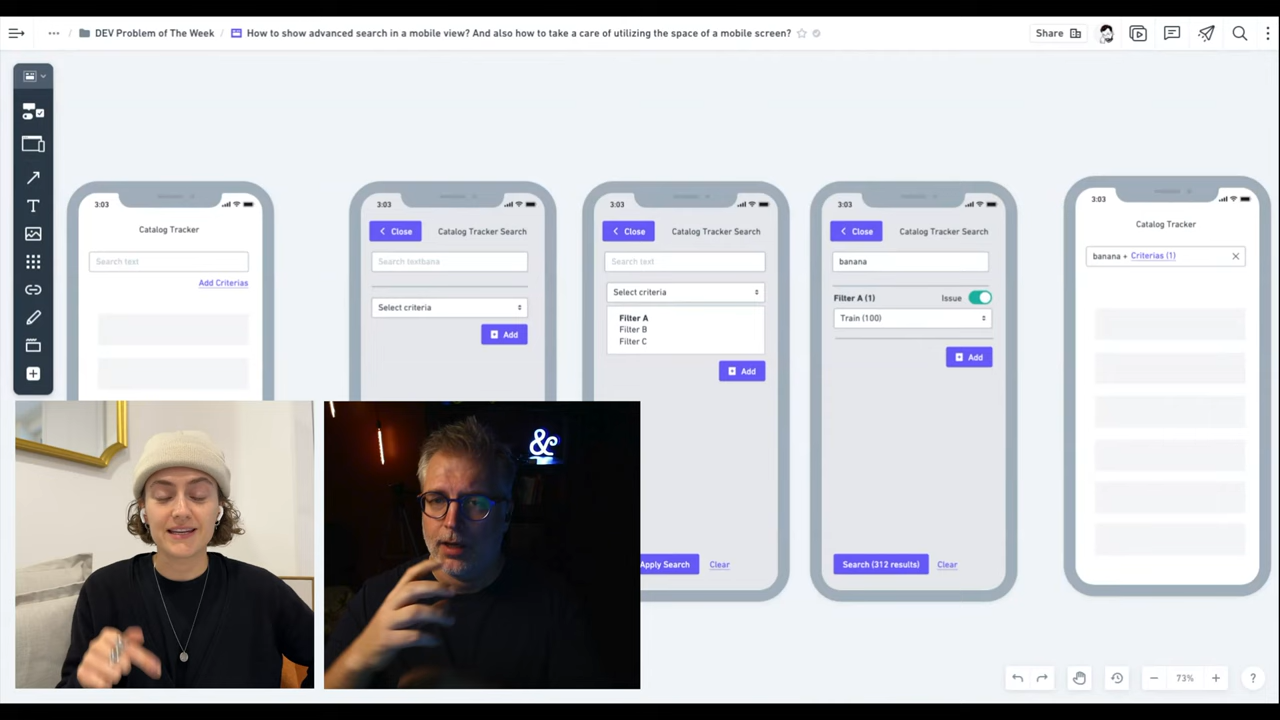 DEV Problem of The Week / How to show advanced search in a mobile view? And also how to take a care of utilizing the space of a mobile screen?
Share
3:03
Catalog Tracker
Search text
Add Criterias
3:03
Close Catalog Tracker Search
Search textbana
Select criteria
Add
3:03
Close Catalog Tracker Search
Search text
Select criteria
Filter A
Filter B
Filter C
Add
Apply Search Clear
3:03
Close Catalog Tracker Search
banana
Filter A (1) Issue
Train (100)
Add
Search (312 results) Clear
3:03
Catalog Tracker
banana + Criterias (1)
&
73%